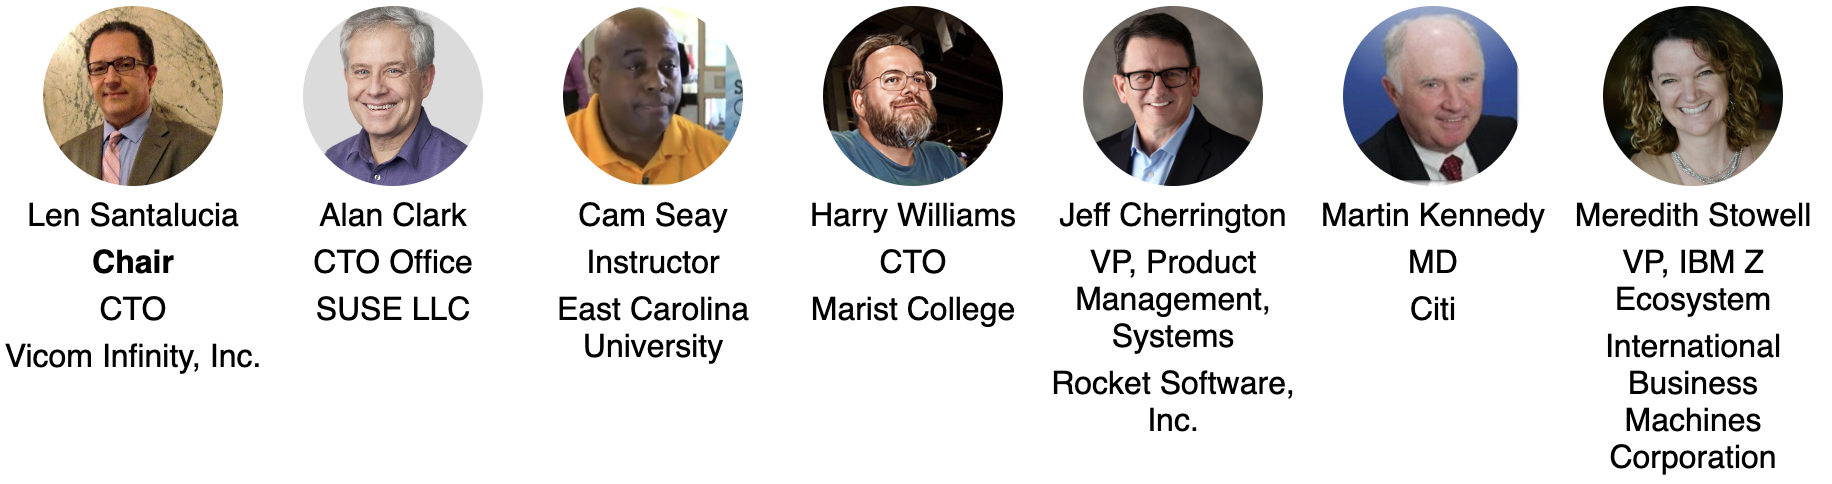 Len Santalucia
Chair
CTO
Vicom Infinity, Inc.
Alan Clark
CTO Office
SUSE LLC
Cam Seay
Instructor
East Carolina
University
Harry Williams
CTO
Marist College
Jeff Cherrington
VP, Product
Management,
Systems
Rocket Software,
Inc.
Martin Kennedy
MD
Citi
Meredith Stowell
VP, IBM Z
Ecosystem
International
Business
Machines
Corporation